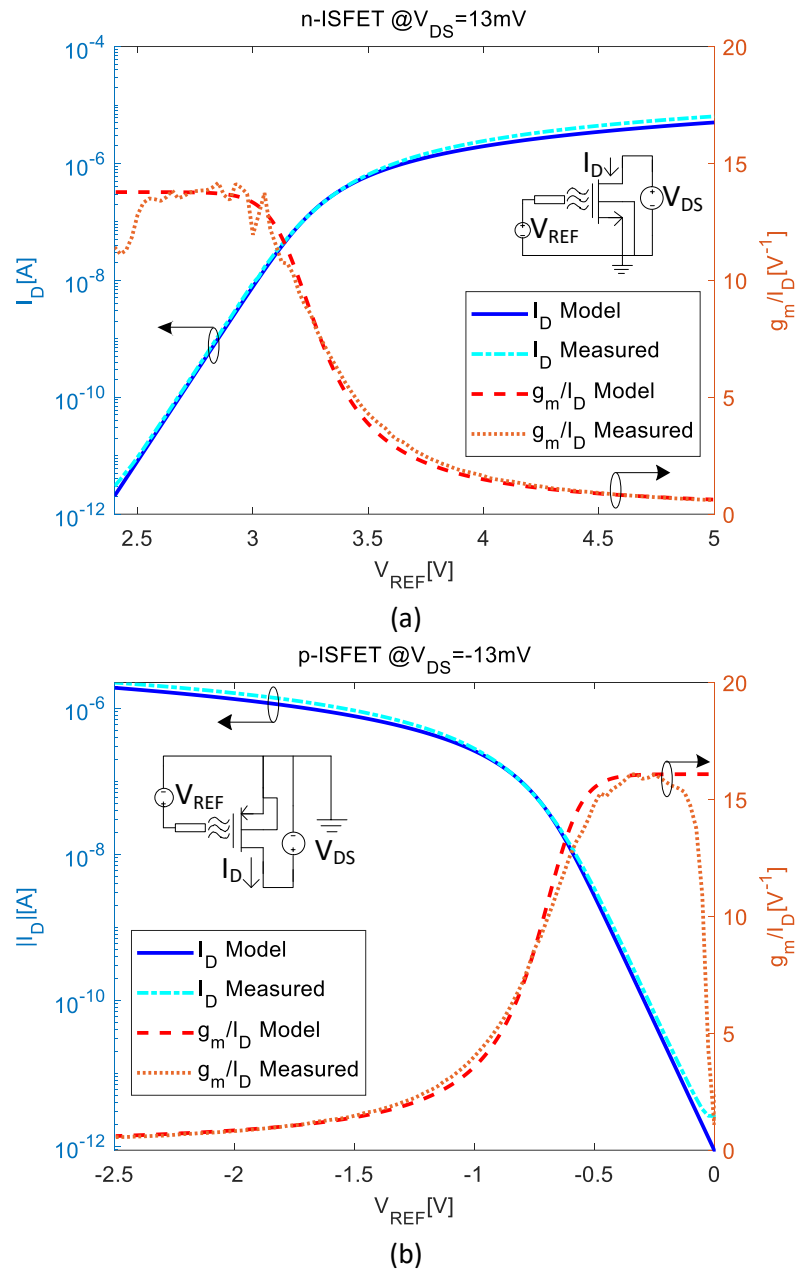 n-ISFET @V_DS=13mV
10^-4
10^-6
10^-8
10^-10
10^-12
I_D[A]
20
15
10
5
0
g_m/I_D[V^-1]
I_D
V_DS
V_REF
I_D Model
I_D Measured
g_m/I_D Model
g_m/I_D Measured
2.5 3 3.5 4 4.5 5
V_REF[V]
(a)
p-ISFET @V_DS=-13mV
10^-6
10^-8
10^-10
10^-12
|I_D|[A]
20
15
10
5
0
g_m/I_D[V^-1]
V_REF
I_D
V_DS
I_D Model
I_D Measured
g_m/I_D Model
g_m/I_D Measured
-2.5 -2 -1.5 -1 -0.5 0
V_REF[V]
(b)